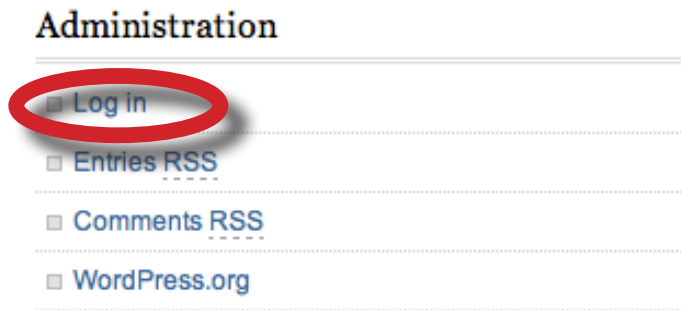 Administration
Log in
Entries RSS
Comments RSS
WordPress.org